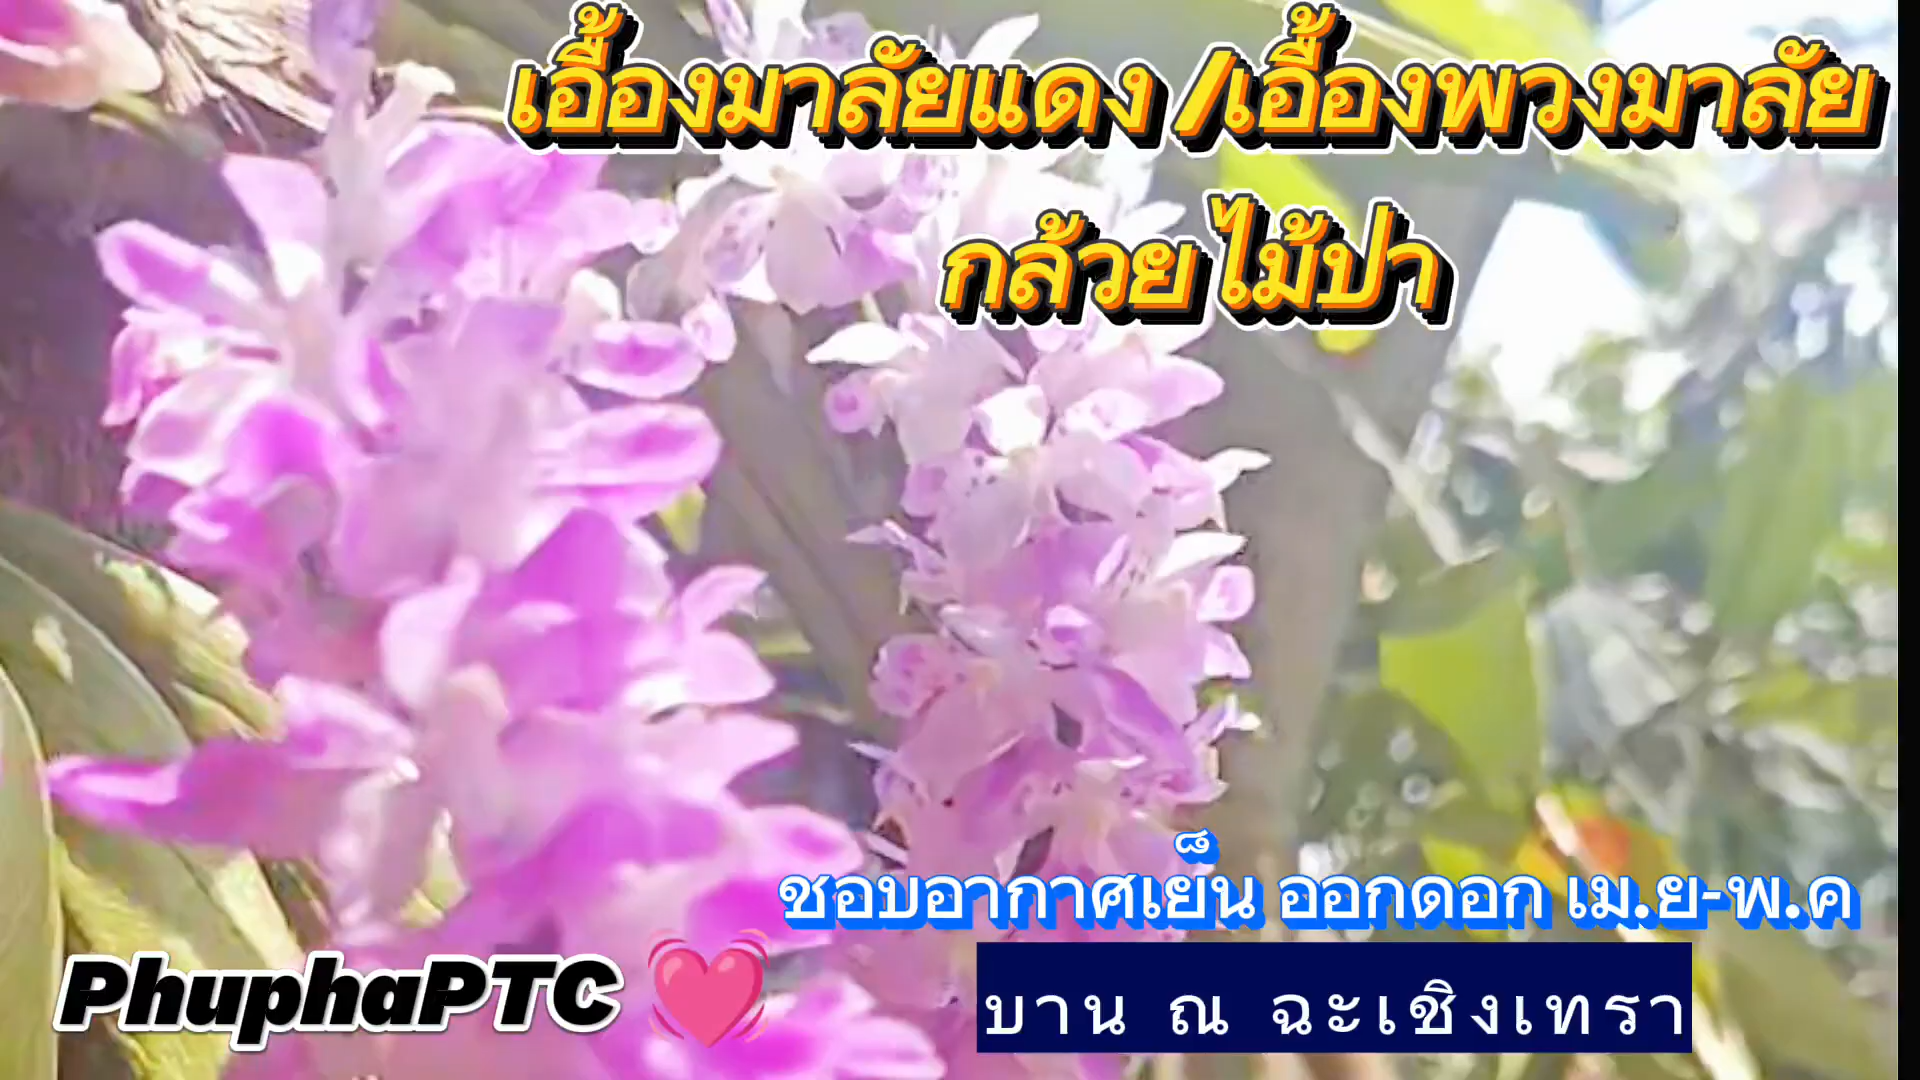 เอื้องมาลัยแดง /เอื้องพวงมาลัย
กล้วยไม้ป่า
ชอบอากาศเย็น ออกดอก เม.ย-พ.ค
PhuphaPTC
บาน ณ ฉะเชิงเทรา